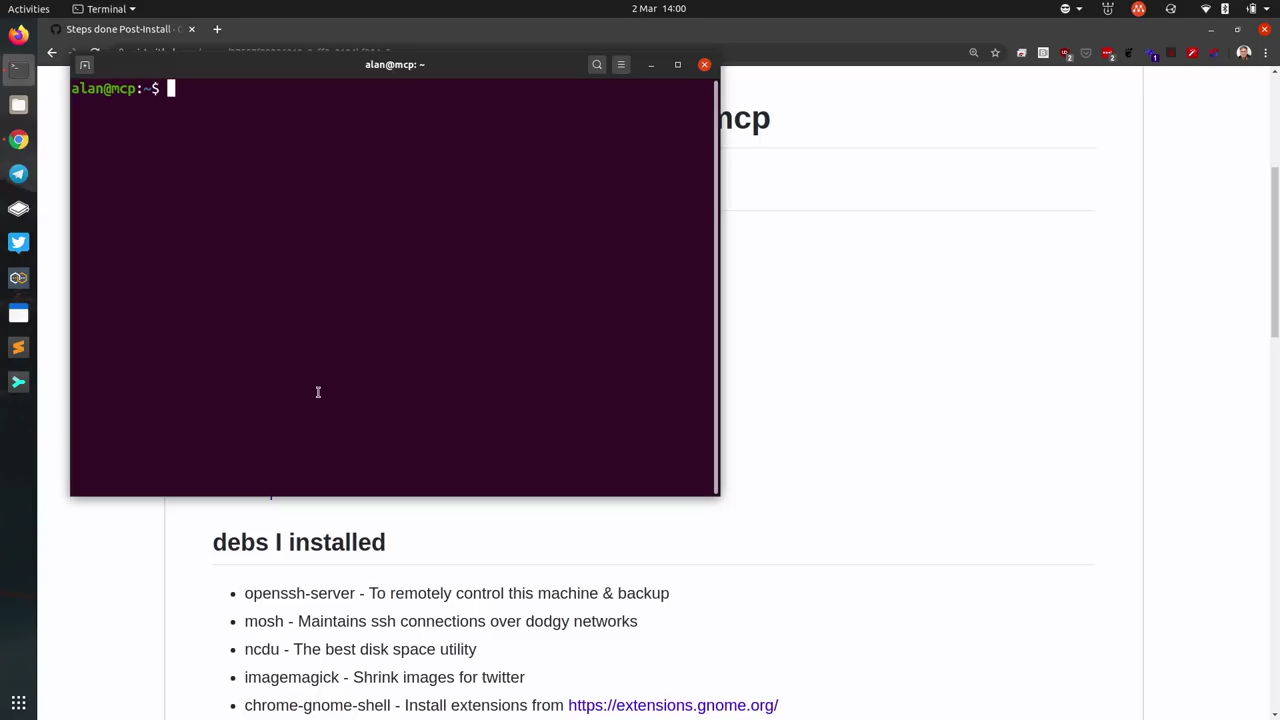 Activities
Terminal
2 Mar 14:00
Steps done Post-Install -
alan@mcp: ~
alan@mcp:~$
mcp
debs I installed
openssh-server - To remotely control this machine & backup
mosh - Maintains ssh connections over dodgy networks
ncdu - The best disk space utility
imagemagick - Shrink images for twitter
chrome-gnome-shell - Install extensions from https://extensions.gnome.org/